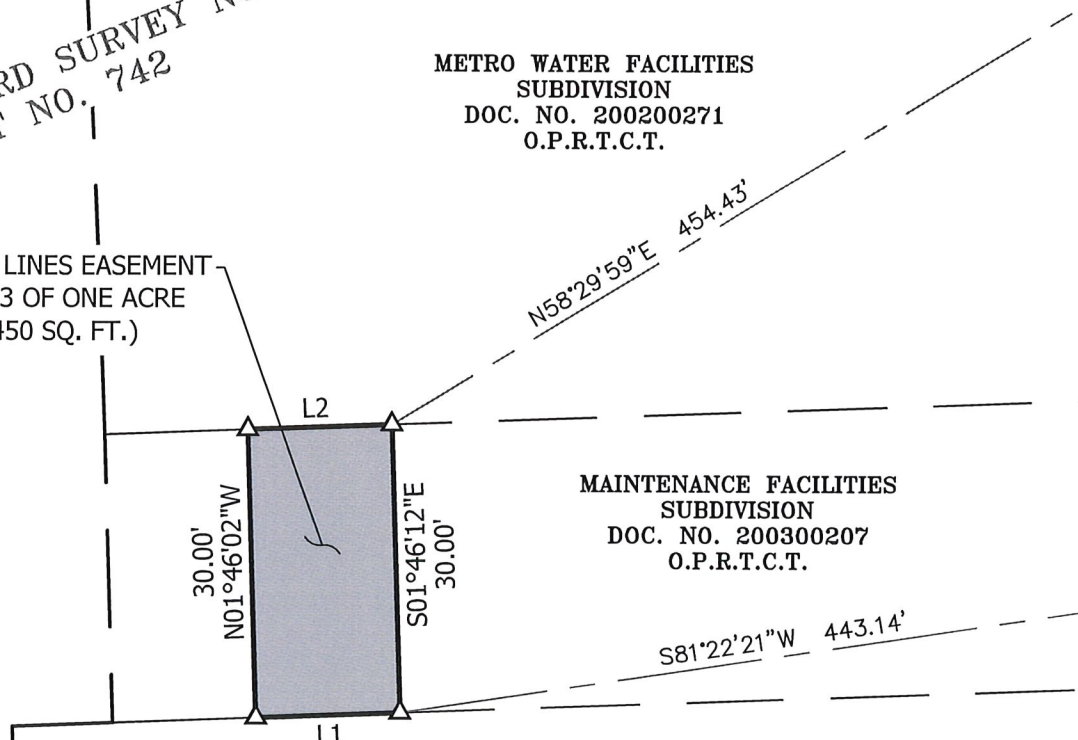 SURVEY
NO. 742
METRO WATER FACILITIES
SUBDIVISION
DOC. NO. 200200271
O.P.R.T.C.T.
N58°29'59"E 454.43'
LINES EASEMENT
3 OF ONE ACRE
450 SQ. FT.)
L2
30.00'
N01°46'02"W
S01°46'12"E
30.00'
MAINTENANCE FACILITIES
SUBDIVISION
DOC. NO. 200300207
O.P.R.T.C.T.
S81°22'21"W 443.14'
L1